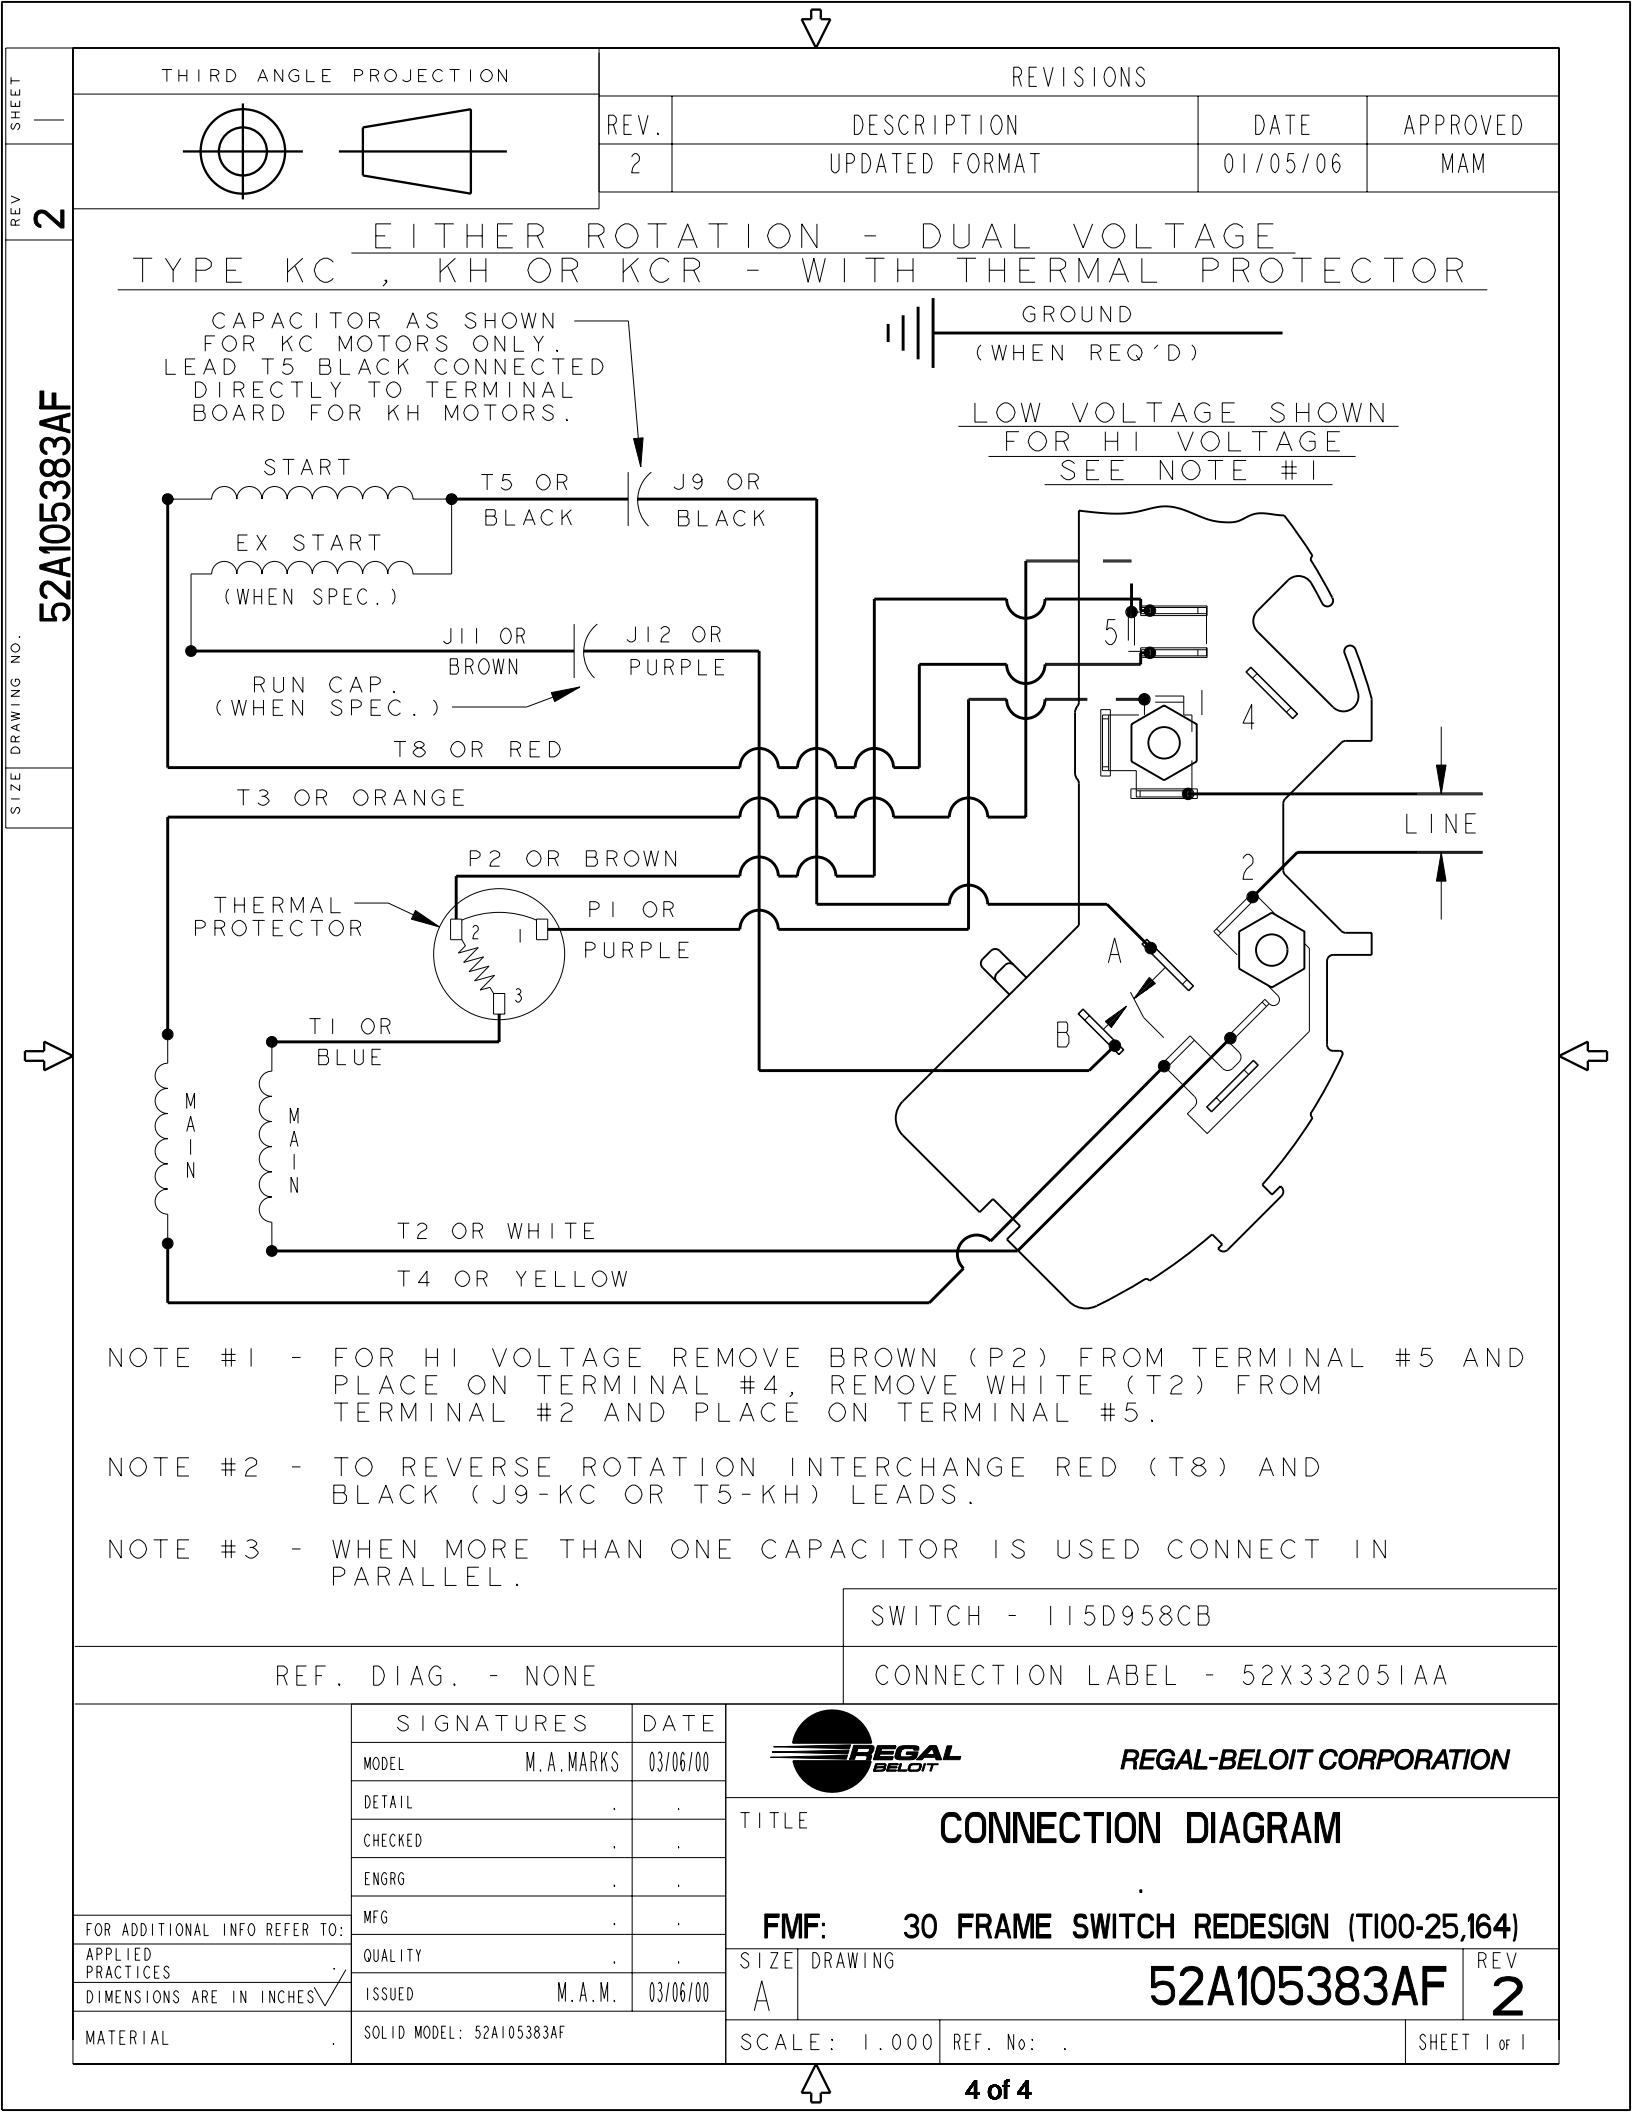 THIRD ANGLE PROJECTION
REVISIONS
REV.
DESCRIPTION
DATE
APPROVED
2
UPDATED FORMAT
01/05/06
MAM
SHEET
REV
2
DRAWING NO.
52A105383AF
SIZE
EITHER ROTATION - DUAL VOLTAGE
TYPE KC , KH OR KCR - WITH THERMAL PROTECTOR
CAPACITOR AS SHOWN
FOR KC MOTORS ONLY.
LEAD T5 BLACK CONNECTED
DIRECTLY TO TERMINAL
BOARD FOR KH MOTORS.
GROUND
(WHEN REQ'D)
LOW VOLTAGE SHOWN
FOR HI VOLTAGE
SEE NOTE #1
START
T5 OR
BLACK
J9 OR
BLACK
EX START
(WHEN SPEC.)
J11 OR
BROWN
J12 OR
PURPLE
RUN CAP.
(WHEN SPEC.)
5
1
4
T8 OR RED
T3 OR ORANGE
LINE
P2 OR BROWN
2
THERMAL
PROTECTOR
P1 OR
PURPLE
2
1
3
A
B
T1 OR
BLUE
MAIN
MAIN
T2 OR WHITE
T4 OR YELLOW
NOTE #1 - FOR HI VOLTAGE REMOVE BROWN (P2) FROM TERMINAL #5 AND
PLACE ON TERMINAL #4, REMOVE WHITE (T2) FROM
TERMINAL #2 AND PLACE ON TERMINAL #5.
NOTE #2 - TO REVERSE ROTATION INTERCHANGE RED (T8) AND
BLACK (J9-KC OR T5-KH) LEADS.
NOTE #3 - WHEN MORE THAN ONE CAPACITOR IS USED CONNECT IN
PARALLEL.
SWITCH - 115D958CB
REF. DIAG. - NONE
CONNECTION LABEL - 52X332051AA
SIGNATURES
DATE
MODEL M.A.MARKS 03/06/00
DETAIL . .
CHECKED . .
ENGRG . .
MFG . .
QUALITY . .
ISSUED M.A.M. 03/06/00
SOLID MODEL: 52A105383AF
FOR ADDITIONAL INFO REFER TO:
APPLIED
PRACTICES .
DIMENSIONS ARE IN INCHES
MATERIAL .
REGAL
BELOIT
REGAL-BELOIT CORPORATION
TITLE
CONNECTION DIAGRAM
.
FMF: 30 FRAME SWITCH REDESIGN (TI00-25,164)
SIZE
A
DRAWING
52A105383AF
REV
2
SCALE: 1.000
REF. No: .
SHEET 1 OF 1
4 of 4